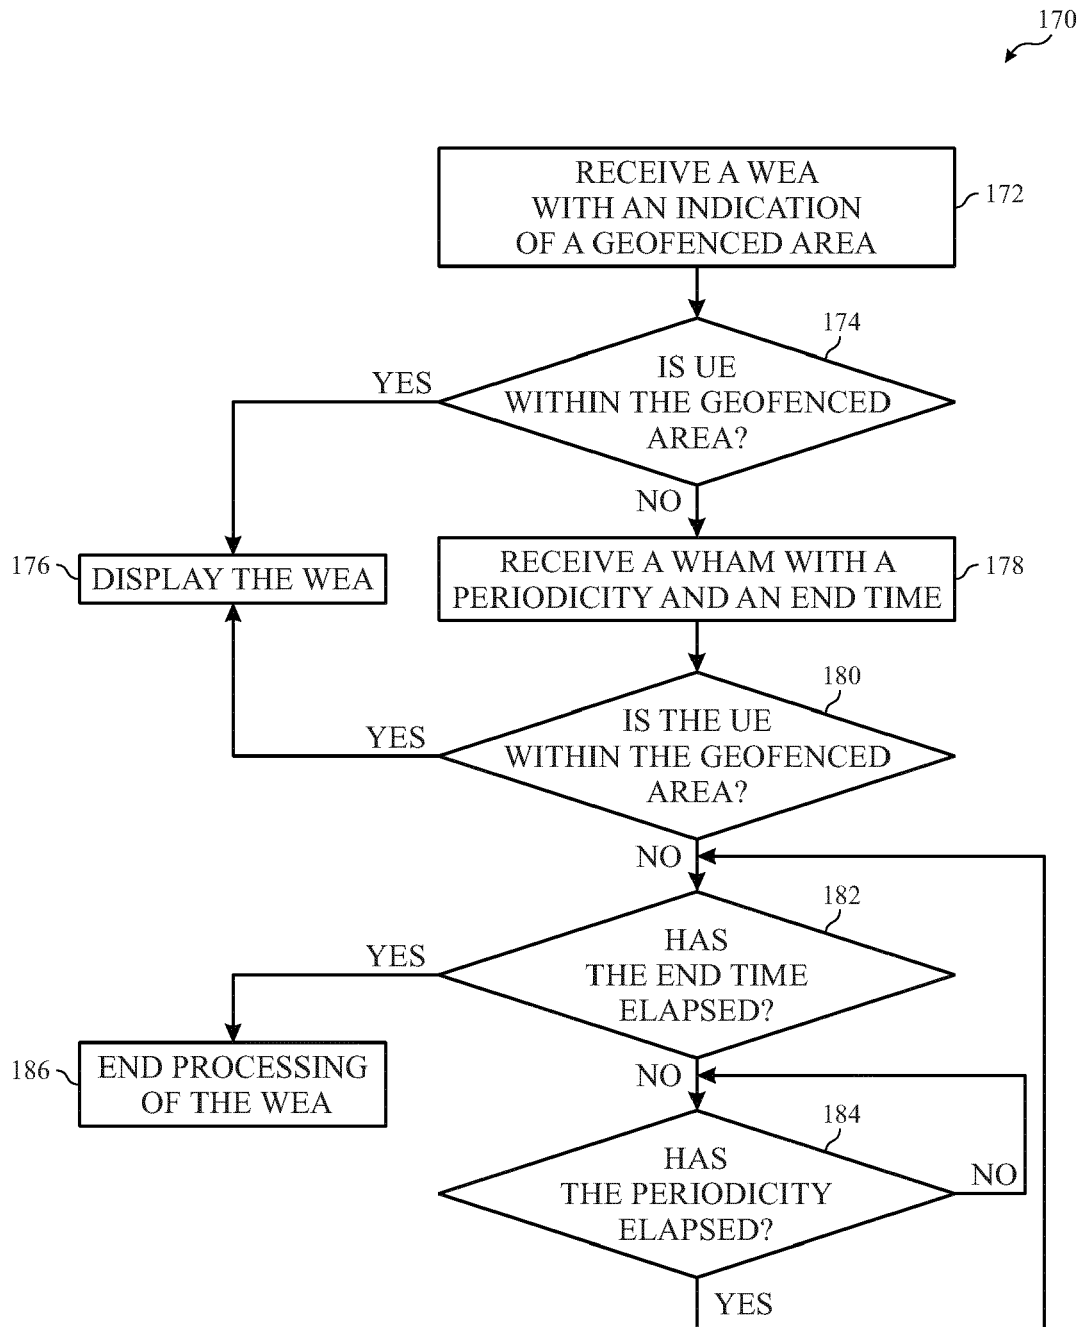 170
RECEIVE A WEA
WITH AN INDICATION
OF A GEOFENCED AREA
172
174
IS UE
WITHIN THE GEOFENCED
AREA?
YES
NO
176
DISPLAY THE WEA
RECEIVE A WHAM WITH A
PERIODICITY AND AN END TIME
178
180
IS THE UE
WITHIN THE GEOFENCED
AREA?
YES
NO
182
HAS
THE END TIME
ELAPSED?
YES
NO
186
END PROCESSING
OF THE WEA
184
HAS
THE PERIODICITY
ELAPSED?
NO
YES